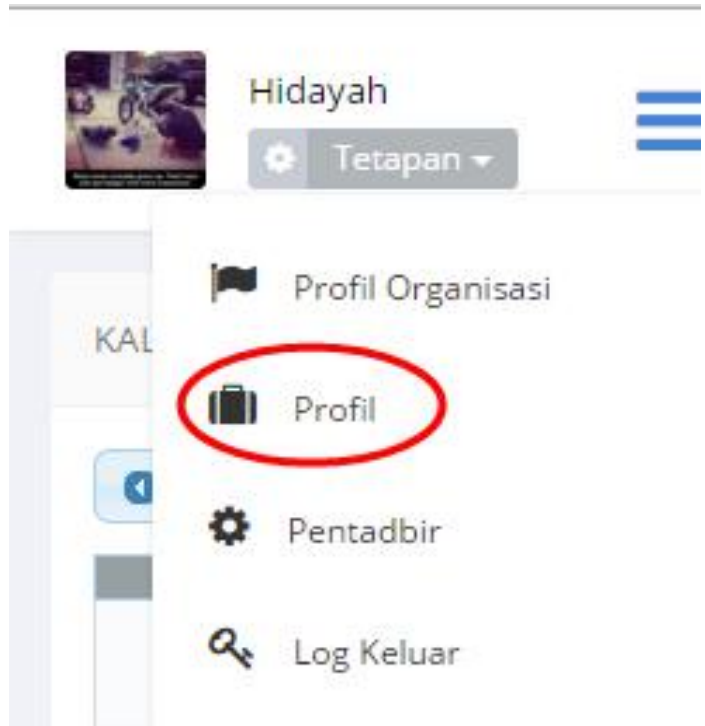 Hidayah
Tetapan
Profil Organisasi
KAL
Profil
Pentadbir
Log Keluar